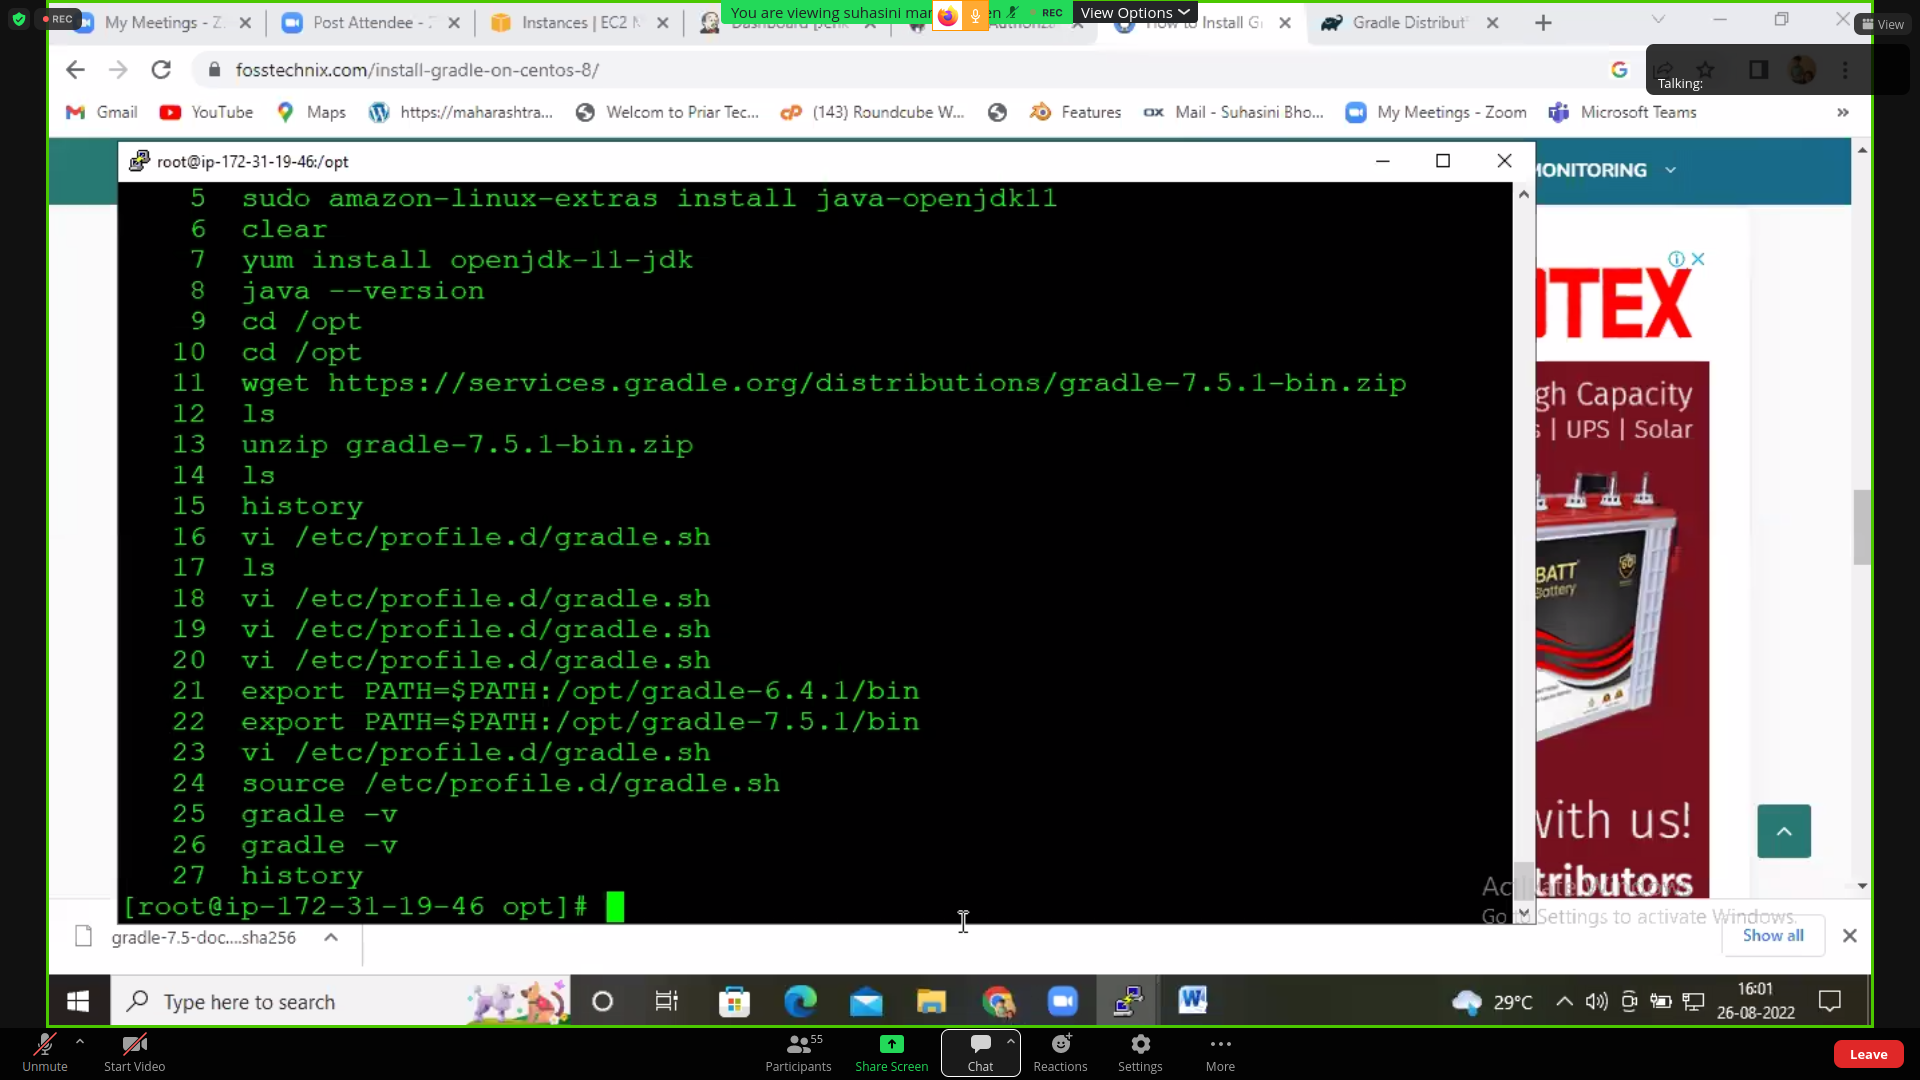 REC
You are viewing suhasini mar
en
REC
View Options
View
My Meetings - Z
Post Attendee - Z
Instances | EC2 M
How to Install Gr
Gradle Distribut
fosstechnix.com/install-gradle-on-centos-8/
Talking:
Gmail
YouTube
Maps
https://maharashtra...
Welcom to Priar Tec...
(143) Roundcube W...
Features
Mail - Suhasini Bho...
My Meetings - Zoom
Microsoft Teams
»
root@ip-172-31-19-46:/opt
MONITORING
5 sudo amazon-linux-extras install java-openjdk11
6 clear
7 yum install openjdk-11-jdk
8 java --version
9 cd /opt
10 cd /opt
11 wget https://services.gradle.org/distributions/gradle-7.5.1-bin.zip
12 ls
13 unzip gradle-7.5.1-bin.zip
14 ls
15 history
16 vi /etc/profile.d/gradle.sh
17 ls
18 vi /etc/profile.d/gradle.sh
19 vi /etc/profile.d/gradle.sh
20 vi /etc/profile.d/gradle.sh
21 export PATH=$PATH:/opt/gradle-6.4.1/bin
22 export PATH=$PATH:/opt/gradle-7.5.1/bin
23 vi /etc/profile.d/gradle.sh
24 source /etc/profile.d/gradle.sh
25 gradle -v
26 gradle -v
27 history
[root@ip-172-31-19-46 opt]#
NTEX
gh Capacity
s | UPS | Solar
BATT
Battery
with us!
tributors
Activate Windows
Go to Settings to activate Windows.
gradle-7.5-doc....sha256
Show all
Type here to search
29°C
16:01
26-08-2022
Unmute
Start Video
Participants
55
Share Screen
Chat
Reactions
Settings
More
Leave